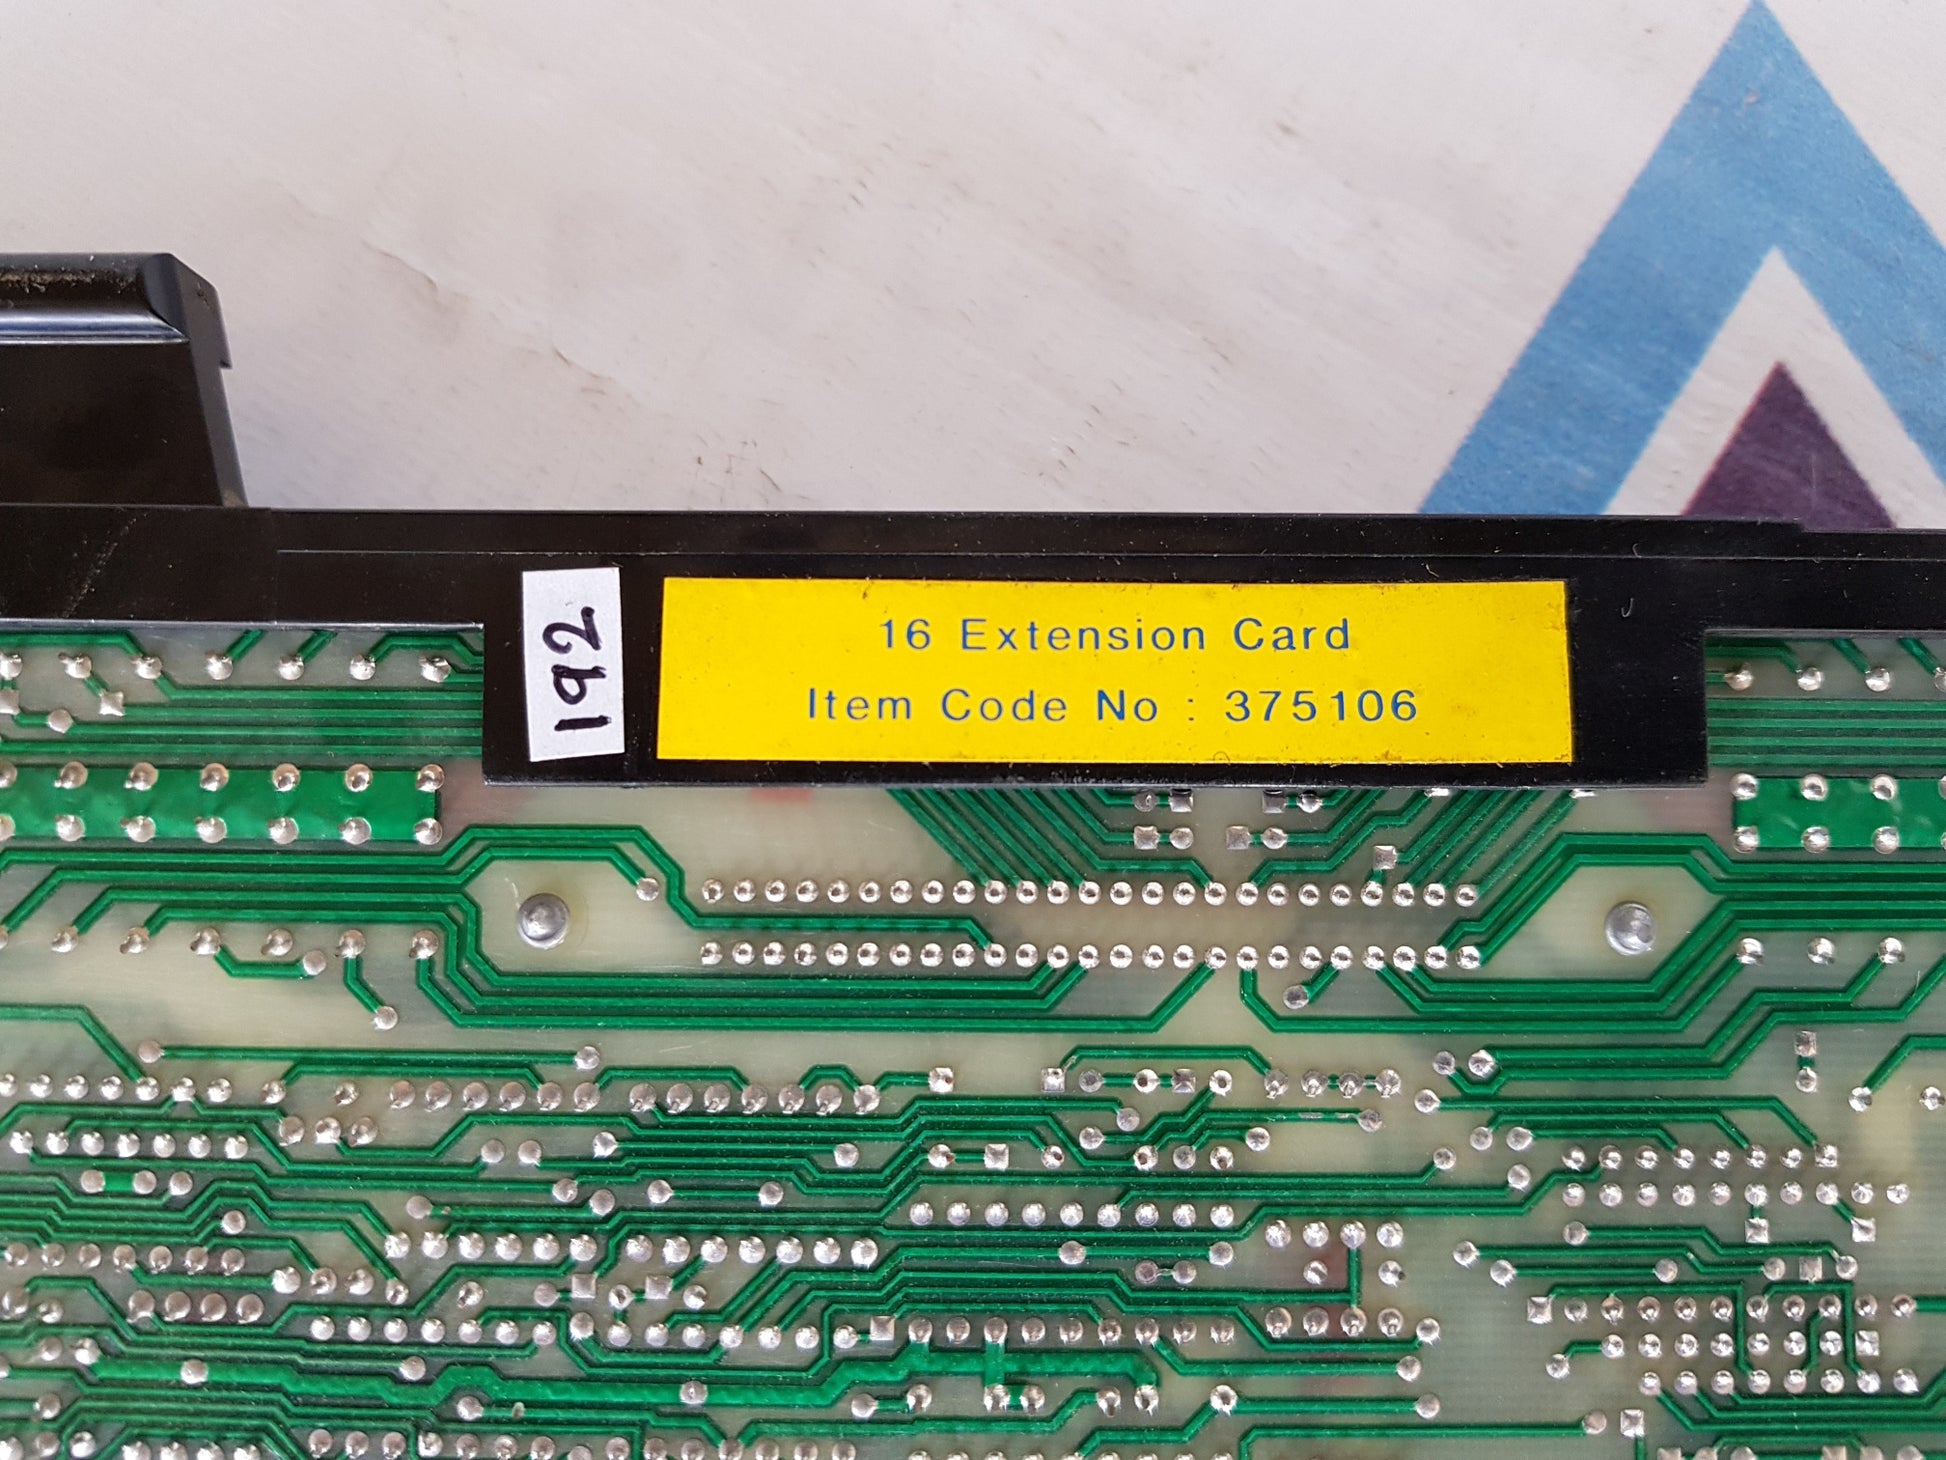 192
16 Extension Card
Item Code No : 375106